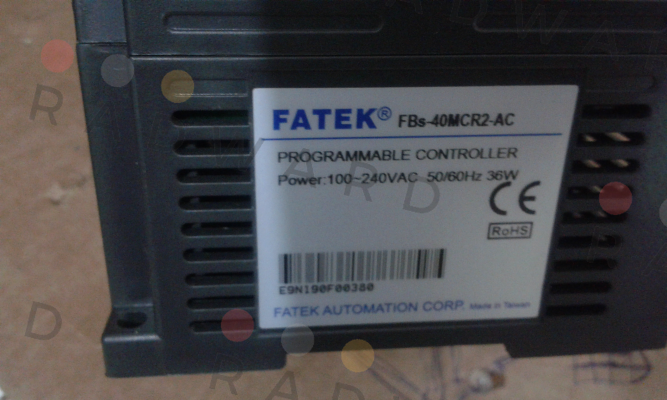 FATEK® FBs-40MCR2-AC
PROGRAMMABLE CONTROLLER
Power:100~240VAC 50/60Hz 36W
CE
RoHS
E9N190F00380
FATEK AUTOMATION CORP. Made in Taiwan